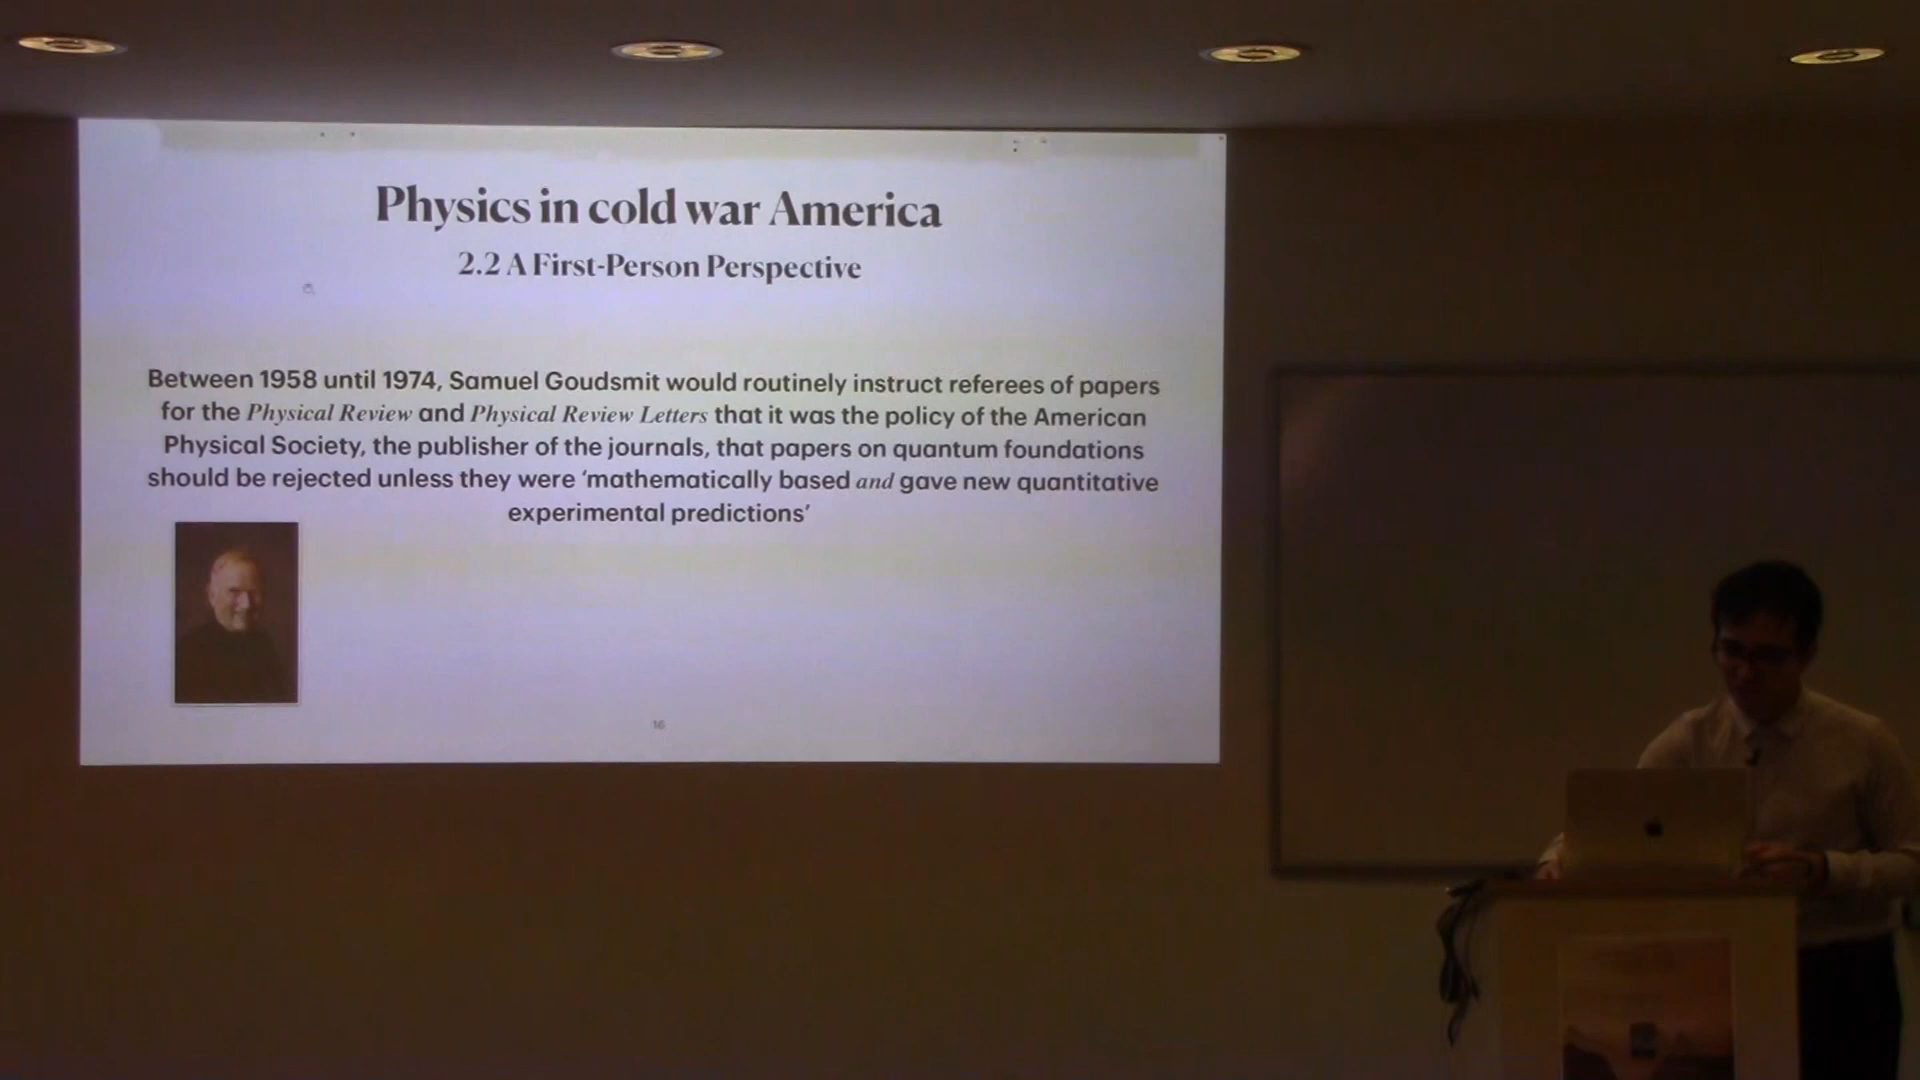 Physics in cold war America
2.2 A First-Person Perspective
Between 1958 until 1974, Samuel Goudsmit would routinely instruct referees of papers
for the Physical Review and Physical Review Letters that it was the policy of the American
Physical Society, the publisher of the journals, that papers on quantum foundations
should be rejected unless they were ‘mathematically based and gave new quantitative
experimental predictions’
16